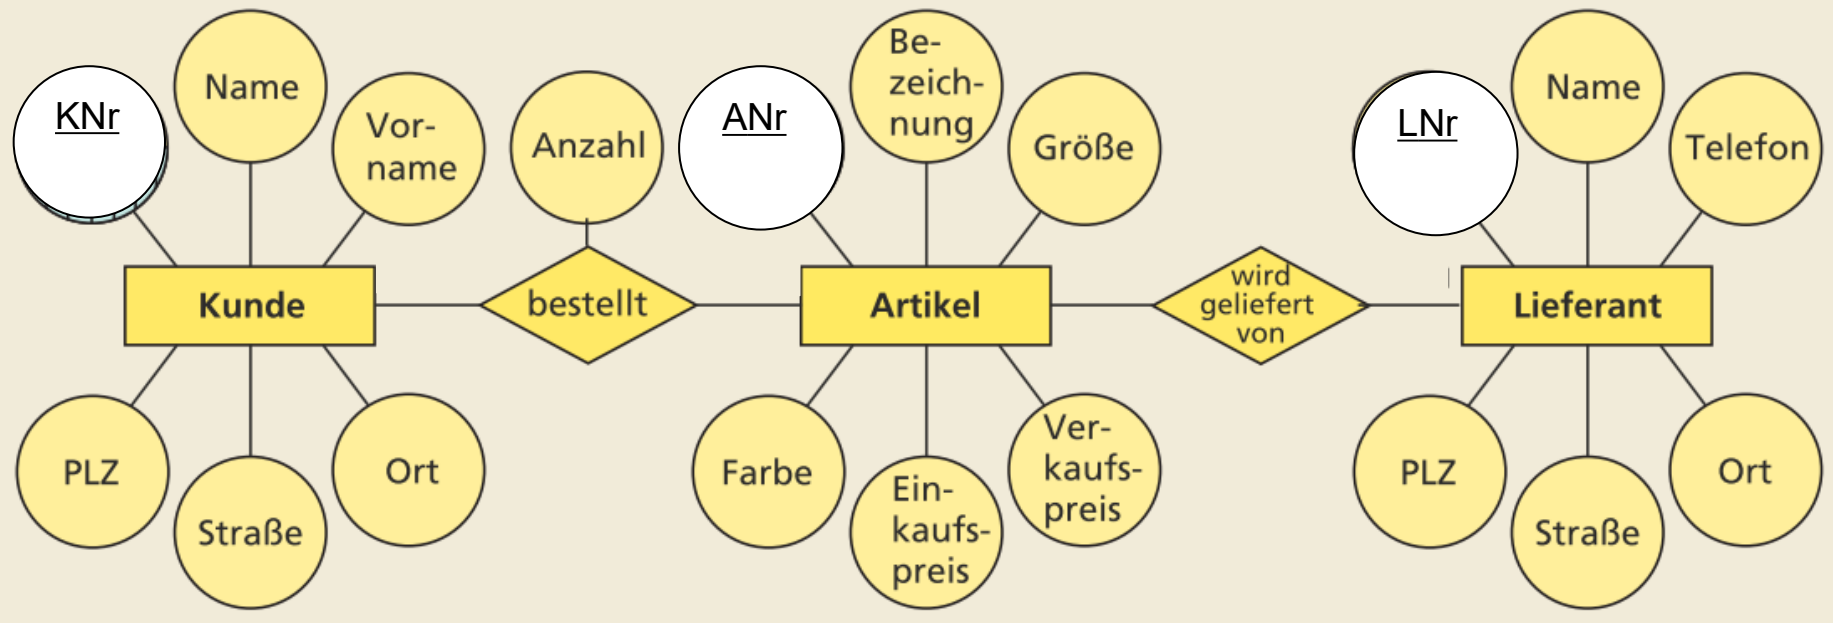 KNr
Name
Vor-
name
Anzahl
ANr
Be-
zeich-
nung
Größe
LNr
Name
Telefon
Kunde
bestellt
Artikel
wird
geliefert
von
Lieferant
PLZ
Straße
Ort
Farbe
Ein-
kaufs-
preis
Ver-
kaufs-
preis
PLZ
Straße
Ort